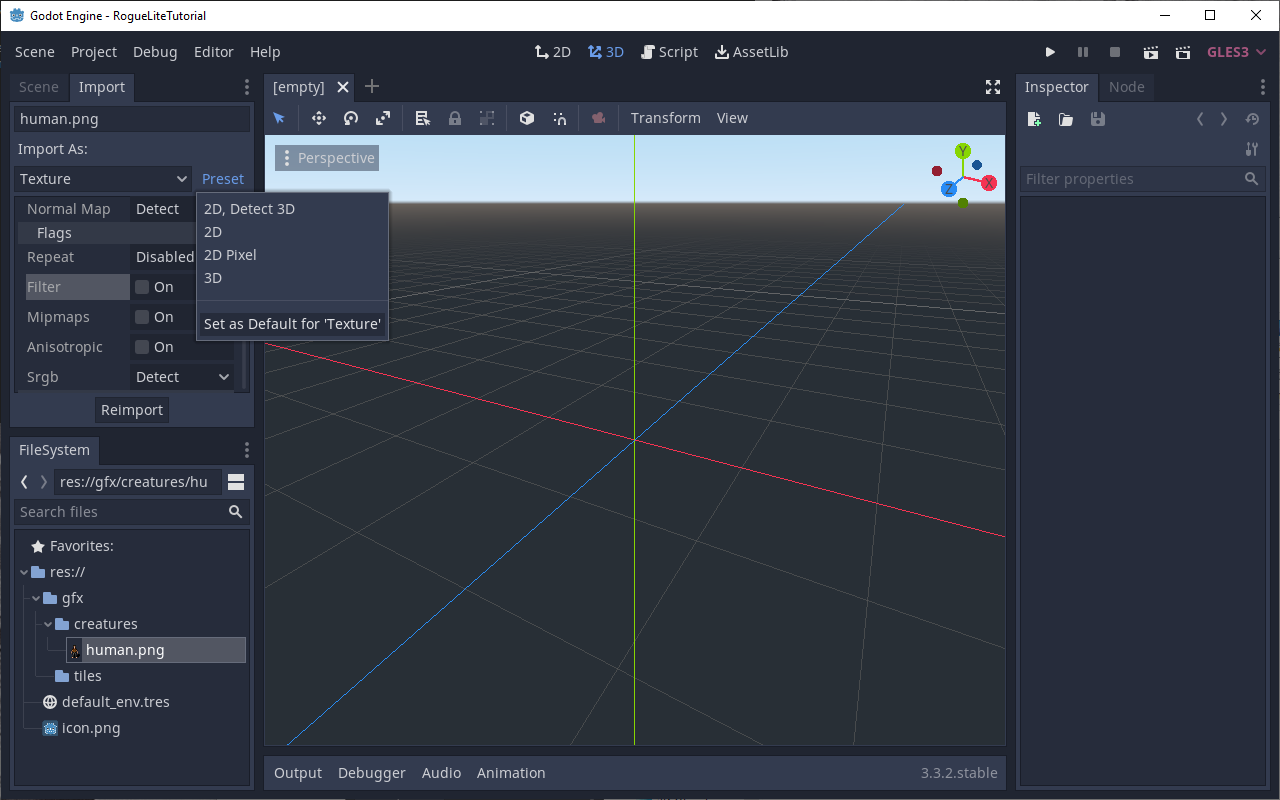 Godot Engine - RogueLiteTutorial
Scene Project Debug Editor Help
2D 3D Script AssetLib
GLES3
Scene Import
human.png
Import As:
Texture Preset
Normal Map Detect
Flags
Repeat Disabled
Filter On
Mipmaps On
Anisotropic On
Srgb Detect
Reimport
2D, Detect 3D
2D
2D Pixel
3D
Set as Default for 'Texture'
FileSystem
res://gfx/creatures/hu
Search files
Favorites:
res://
gfx
creatures
human.png
tiles
default_env.tres
icon.png
[empty]
Transform View
Perspective
Y
X
Z
Output Debugger Audio Animation 3.3.2.stable
Inspector Node
Filter properties